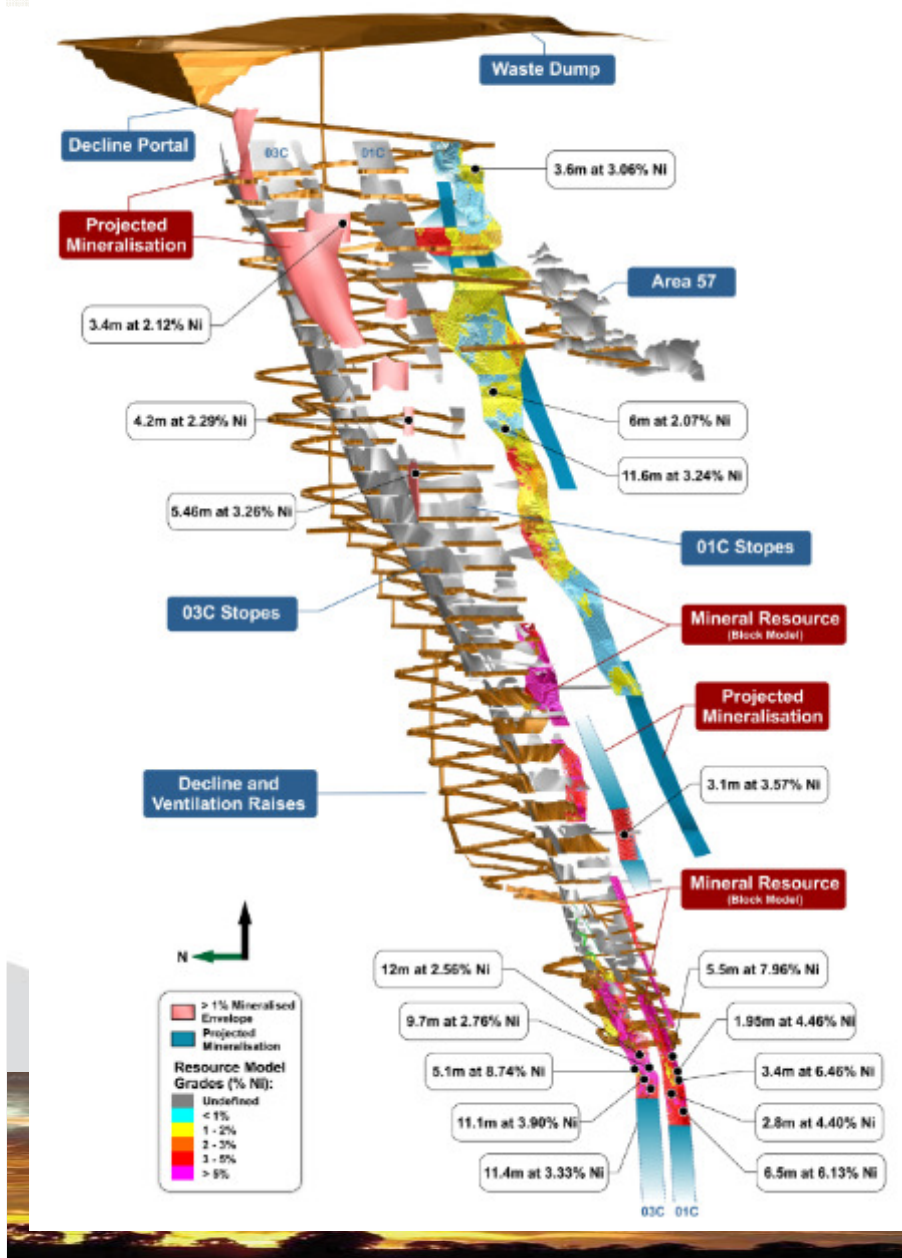 Waste Dump
Decline Portal
03C
01C
3.6m at 3.06% Ni
Projected
Mineralisation
Area 57
3.4m at 2.12% Ni
4.2m at 2.29% Ni
6m at 2.07% Ni
11.6m at 3.24% Ni
5.46m at 3.26% Ni
01C Stopes
03C Stopes
Mineral Resource
(Block Model)
Projected
Mineralisation
Decline and
Ventilation Raises
3.1m at 3.57% Ni
Mineral Resource
(Block Model)
N
12m at 2.56% Ni
5.5m at 7.96% Ni
9.7m at 2.76% Ni
1.95m at 4.46% Ni
5.1m at 8.74% Ni
3.4m at 6.46% Ni
11.1m at 3.90% Ni
2.8m at 4.40% Ni
11.4m at 3.33% Ni
6.5m at 6.13% Ni
03C
01C
> 1% Mineralised
Envelope
Projected
Mineralisation
Resource Model
Grades (% Ni):
Undefined
< 1%
1 - 2%
2 - 3%
3 - 5%
> 5%